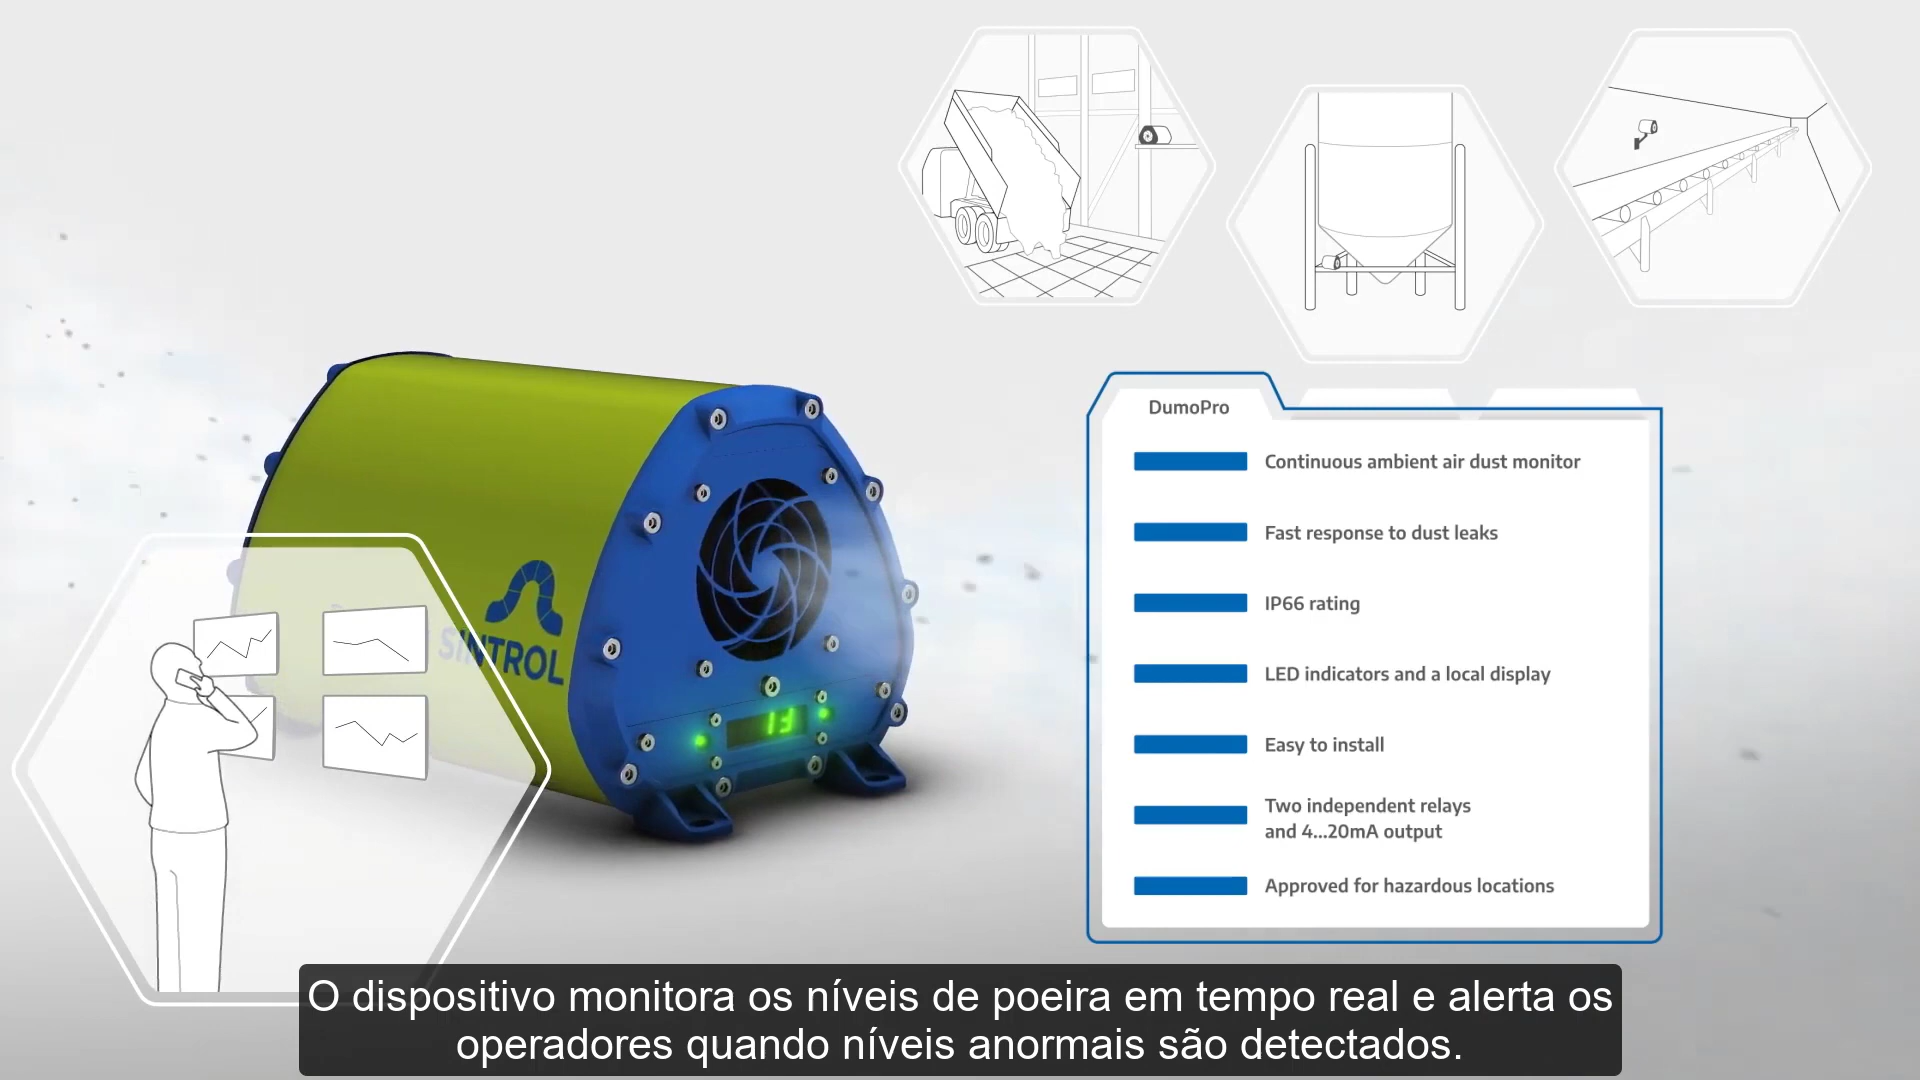 DumoPro
Continuous ambient air dust monitor
Fast response to dust leaks
IP66 rating
LED indicators and a local display
Easy to install
Two independent relays
and 4...20mA output
Approved for hazardous locations
SINTROL
O dispositivo monitora os níveis de poeira em tempo real e alerta os
operadores quando níveis anormais são detectados.